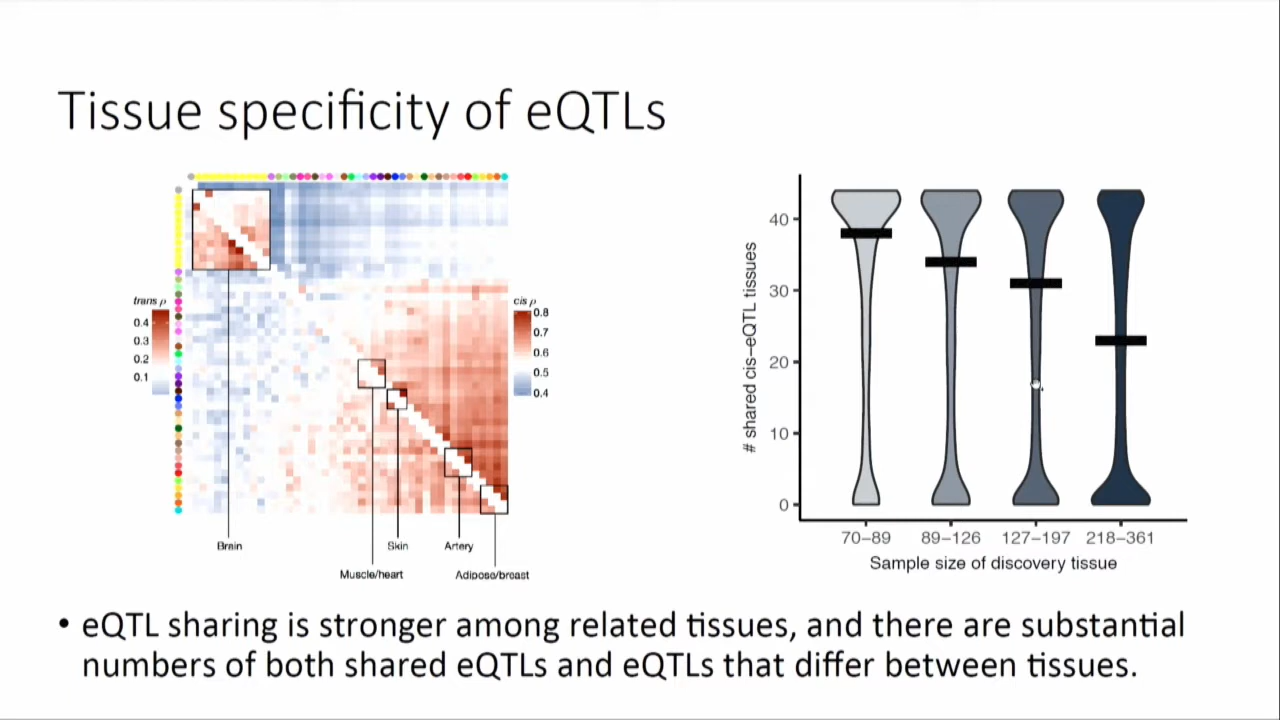 Tissue specificity of eQTLs
trans ρ
0.4
0.3
0.2
0.1
cis ρ
0.8
0.7
0.6
0.5
0.4
Brain
Skin
Artery
Muscle/heart
Adipose/breast
# shared cis–eQTL tissues
40
30
20
10
0
70–89 89–126 127–197 218–361
Sample size of discovery tissue
• eQTL sharing is stronger among related tissues, and there are substantial
numbers of both shared eQTLs and eQTLs that differ between tissues.